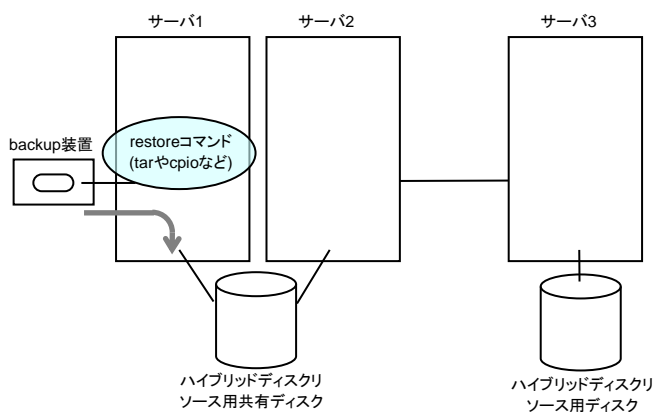 サーバ1
サーバ2
サーバ3
backup装置
restoreコマンド
(tarやcpioなど)
ハイブリッドディスクリ
ソース用共有ディスク
ハイブリッドディスクリ
ソース用ディスク